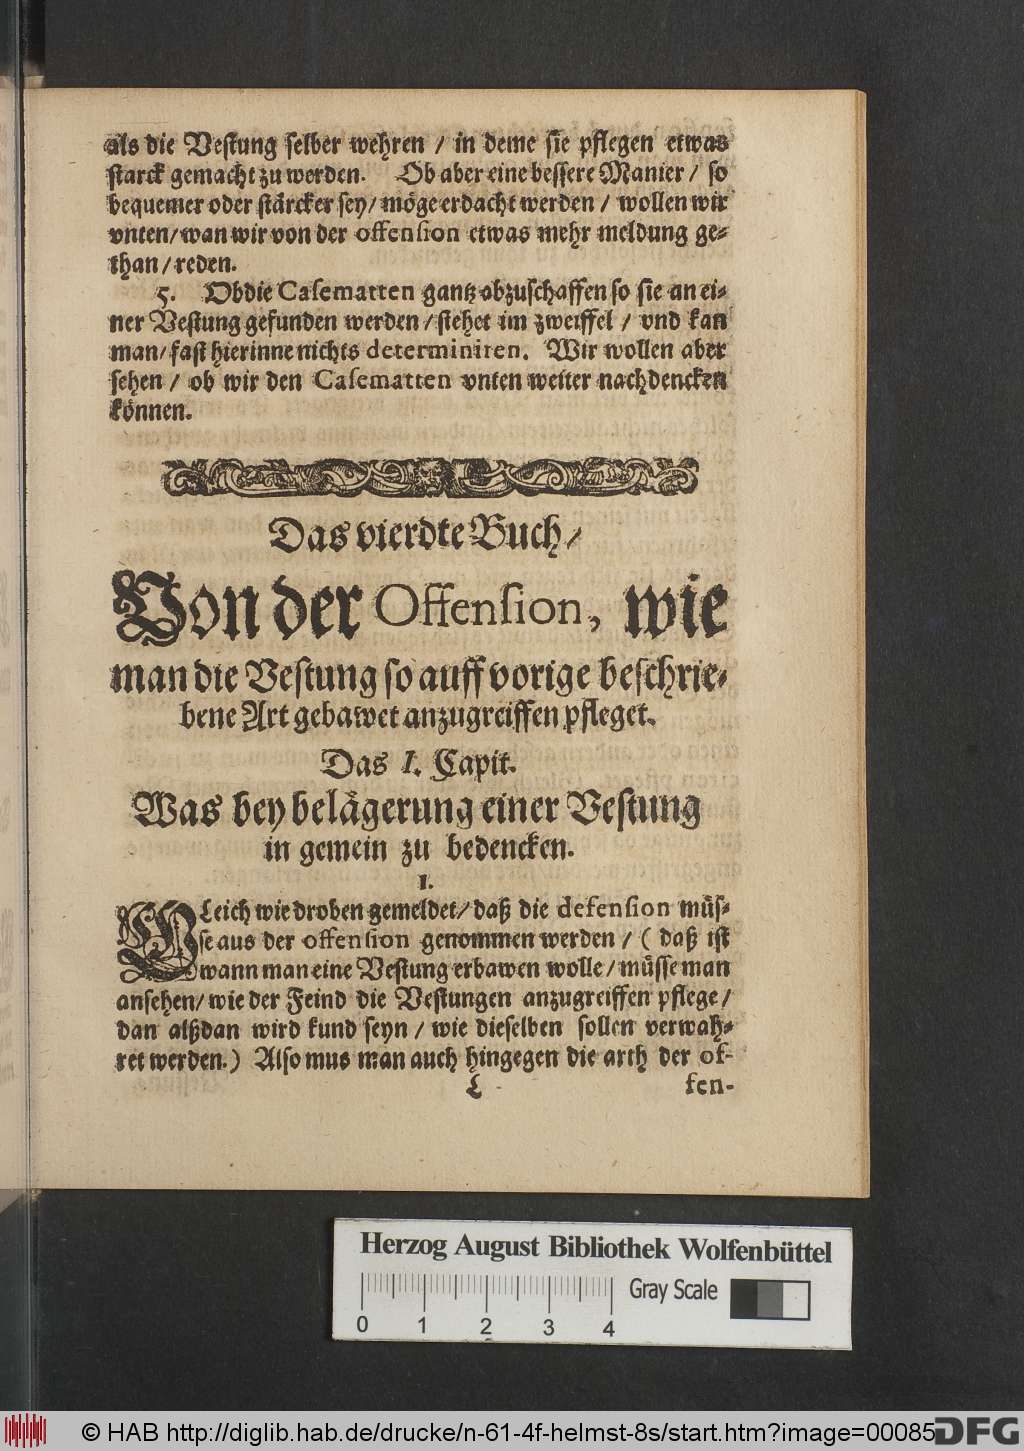 als die Vestung selber wehren / in deme sie pflegen etwas
starck gemacht zu werden. Ob aber eine bessere Manier / so
bequemer oder stärcker sey / möge erdacht werden / wollen wir
vnten / wan wir von der offension etwas mehr meldung ge-
than / reden.
5. Ob die Casematten gantz abzuschaffen so sie an ei-
ner Vestung gefunden werden / stehet im zweiffel / vnd kan
man / fast hierinne nichts determiniren. Wir wollen aber
sehen / ob wir den Casematten vnten weiter nachdencken
können.
Das vierdte Buch /
Von der Offension, wie
man die Vestung so auff vorige beschrie-
bene Art gebawet anzugreiffen pfleget.
Das I. Capit.
Was bey belägerung einer Vestung
in gemein zu bedencken.
1.
GLeich wie droben gemeldet / daß die defension müs-
se aus der offension genommen werden / ( daß ist
wann man eine Vestung erbawen wolle / müsse man
ansehen / wie der Feind die Vestungen anzugreiffen pflege /
dan alßdan wird kund seyn / wie dieselben sollen verwah-
ret werden. ) Also mus man auch hingegen die arth der of-
L fen-
Herzog August Bibliothek Wolfenbüttel
Gray Scale
0 1 2 3 4
© HAB http://diglib.hab.de/drucke/n-61-4f-helmst-8s/start.htm?image=00085
DFG